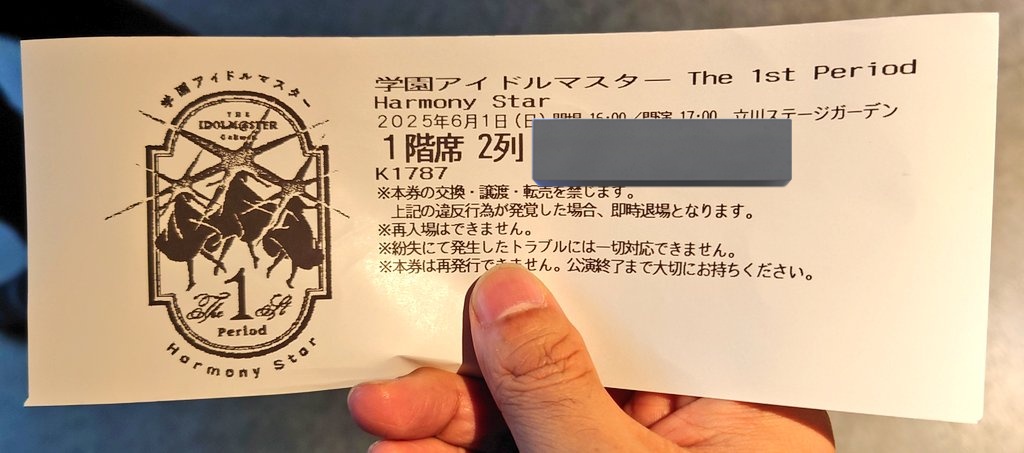 学園アイドルマスター
THE
IDOLM@STER
Gakuen
1
The 1st
Period
Harmony Star
学園アイドルマスター The 1st Period
Harmony Star
2025年6月1日(日) 開場 16:00/開演 17:00 立川ステージガーデン
1階席 2列
K1787
※本券の交換・譲渡・転売を禁します。
上記の違反行為が発覚した場合、即時退場となります。
※再入場はできません。
※紛失にて発生したトラブルには一切対応できません。
※本券は再発行できません。公演終了まで大切にお持ちください。